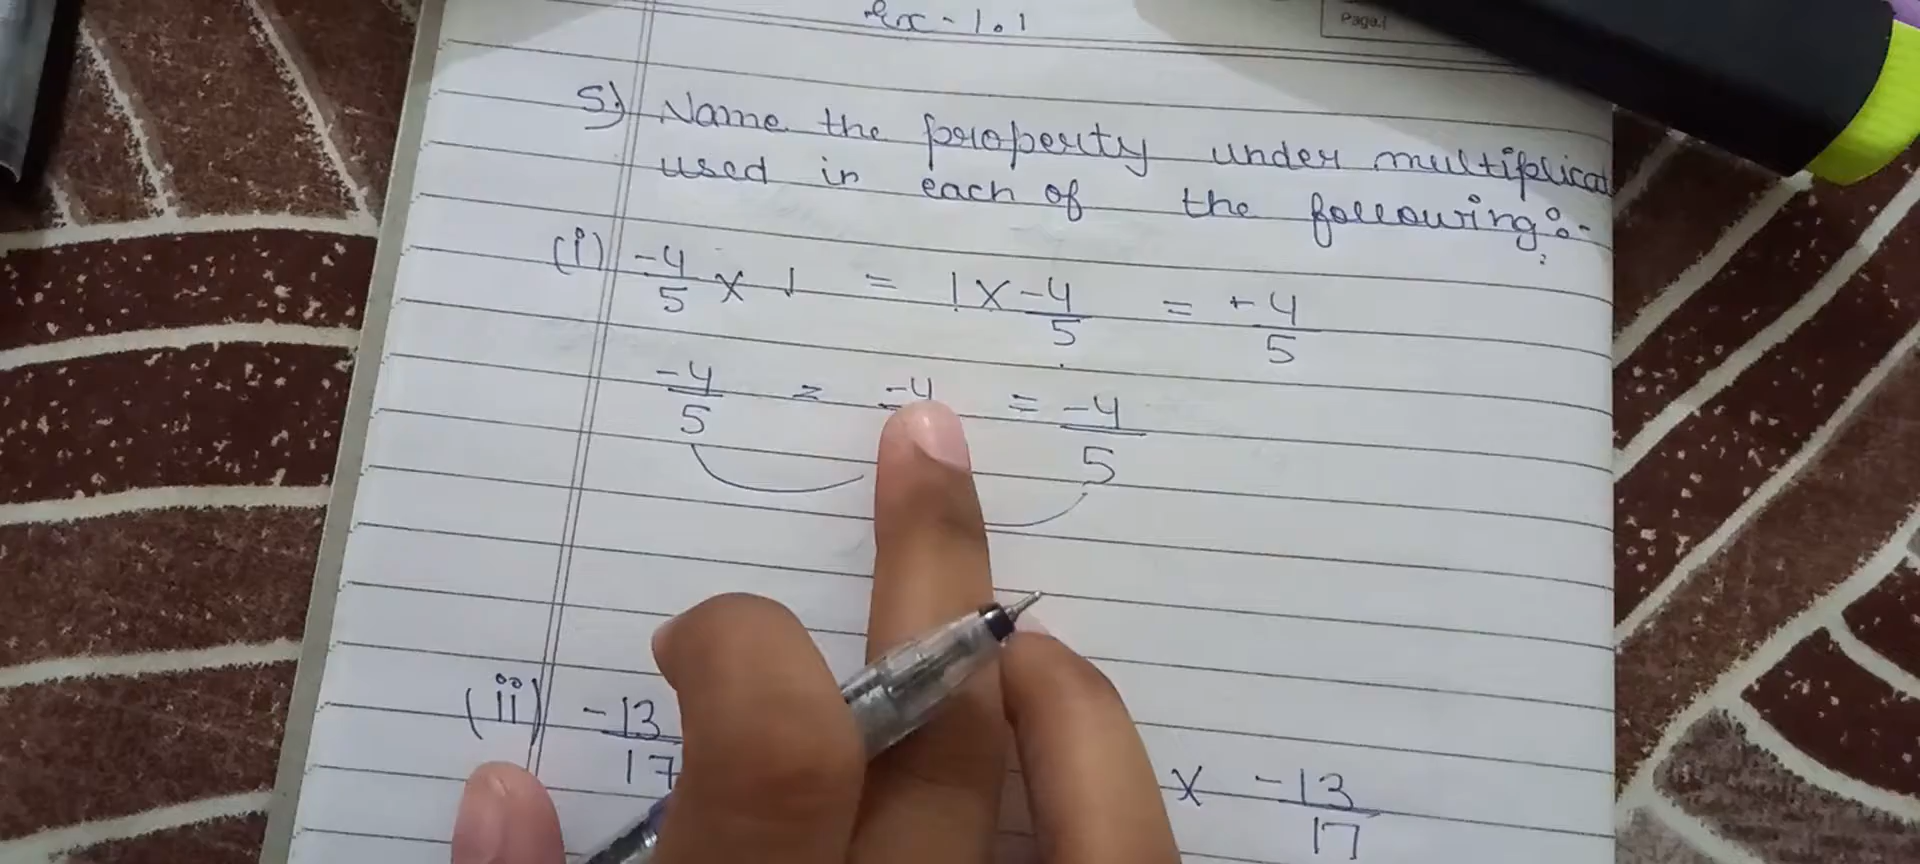 Ex - 1.1
Page.
5) Name the property under multiplicat
used in each of the following:-
(i) -4/5 x 1 = 1 x -4/5 = -4/5
-4/5 = -4 = -4/5
(ii) -13/17 x -13/17